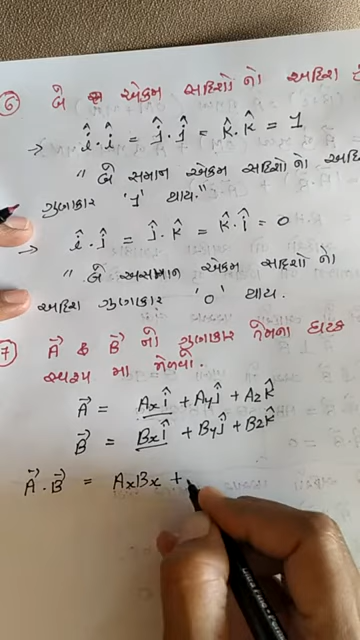 ⑥ બે એકમ સદિશો નો અદિશ
→ î·î = ĵ·ĵ = k̂·k̂ = 1
" બે સમાન એકમ સદિશો નો અદિ
ગુણાકાર '1' થાય."
→ î·ĵ = ĵ·k̂ = k̂·î = 0
" બે અસમાન એકમ સદિશો નો
અદિશ ગુણાકાર '0' થાય.
⑦ A⃗ & B⃗ નો ગુણાકાર તેમના ઘટક
સ્વરૂપ માં મેળવો.
A⃗ = Axî + Ayĵ + Azk̂
B⃗ = Bxî + Byĵ + Bzk̂
A⃗·B⃗ = AxBx +